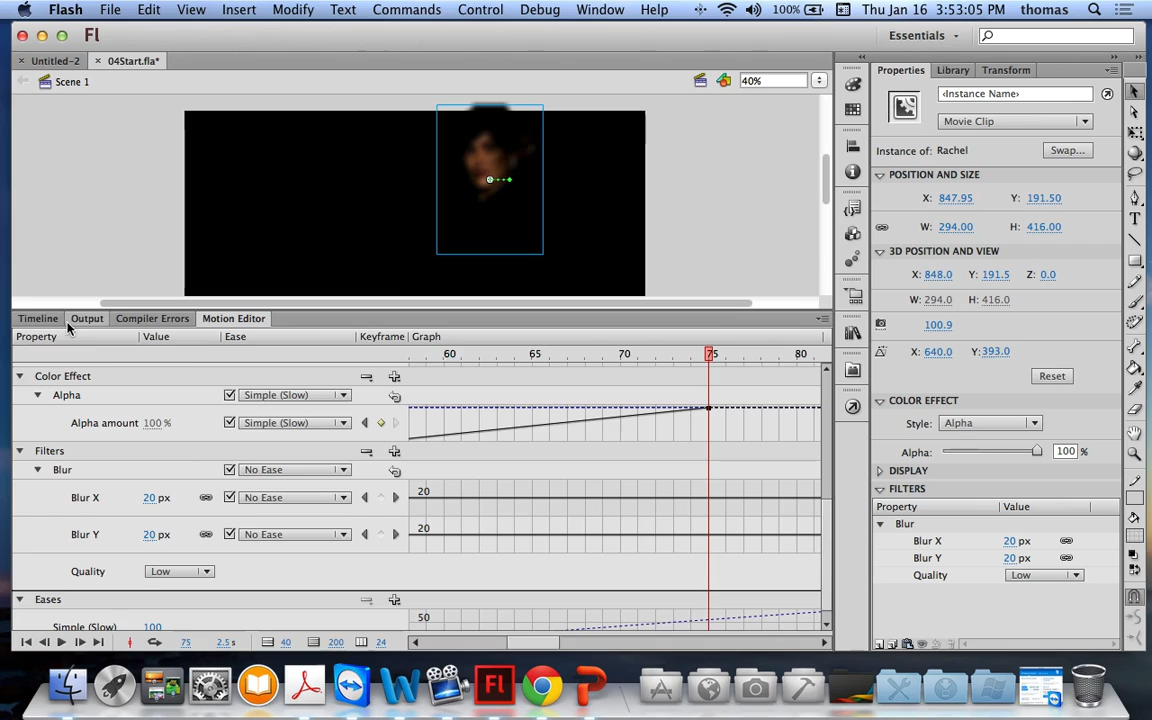 Flash File Edit View Insert Modify Text Commands Control Debug Window Help 100% Thu Jan 16 3:53:05 PM thomas
Fl Essentials
× Untitled-2 × 04Start.fla*
Scene 1 40%
Properties Library Transform
<Instance Name>
Movie Clip
Instance of: Rachel Swap...
POSITION AND SIZE
X: 847.95 Y: 191.50
W: 294.00 H: 416.00
3D POSITION AND VIEW
X: 848.0 Y: 191.5 Z: 0.0
W: 294.0 H: 416.0
100.9
X: 640.0 Y: 393.0
Reset
COLOR EFFECT
Style: Alpha
Alpha: 100 %
DISPLAY
FILTERS
Property Value
Blur
Blur X 20 px
Blur Y 20 px
Quality Low
Timeline Output Compiler Errors Motion Editor
Property Value Ease Keyframe Graph
60 65 70 75 80
Color Effect
Alpha Simple (Slow)
Alpha amount 100 % Simple (Slow)
Filters
Blur No Ease
Blur X 20 px No Ease 20
Blur Y 20 px No Ease 20
Quality Low
Eases
Simple (Slow) 100 50
75 2.5 s 40 200 24
Fl